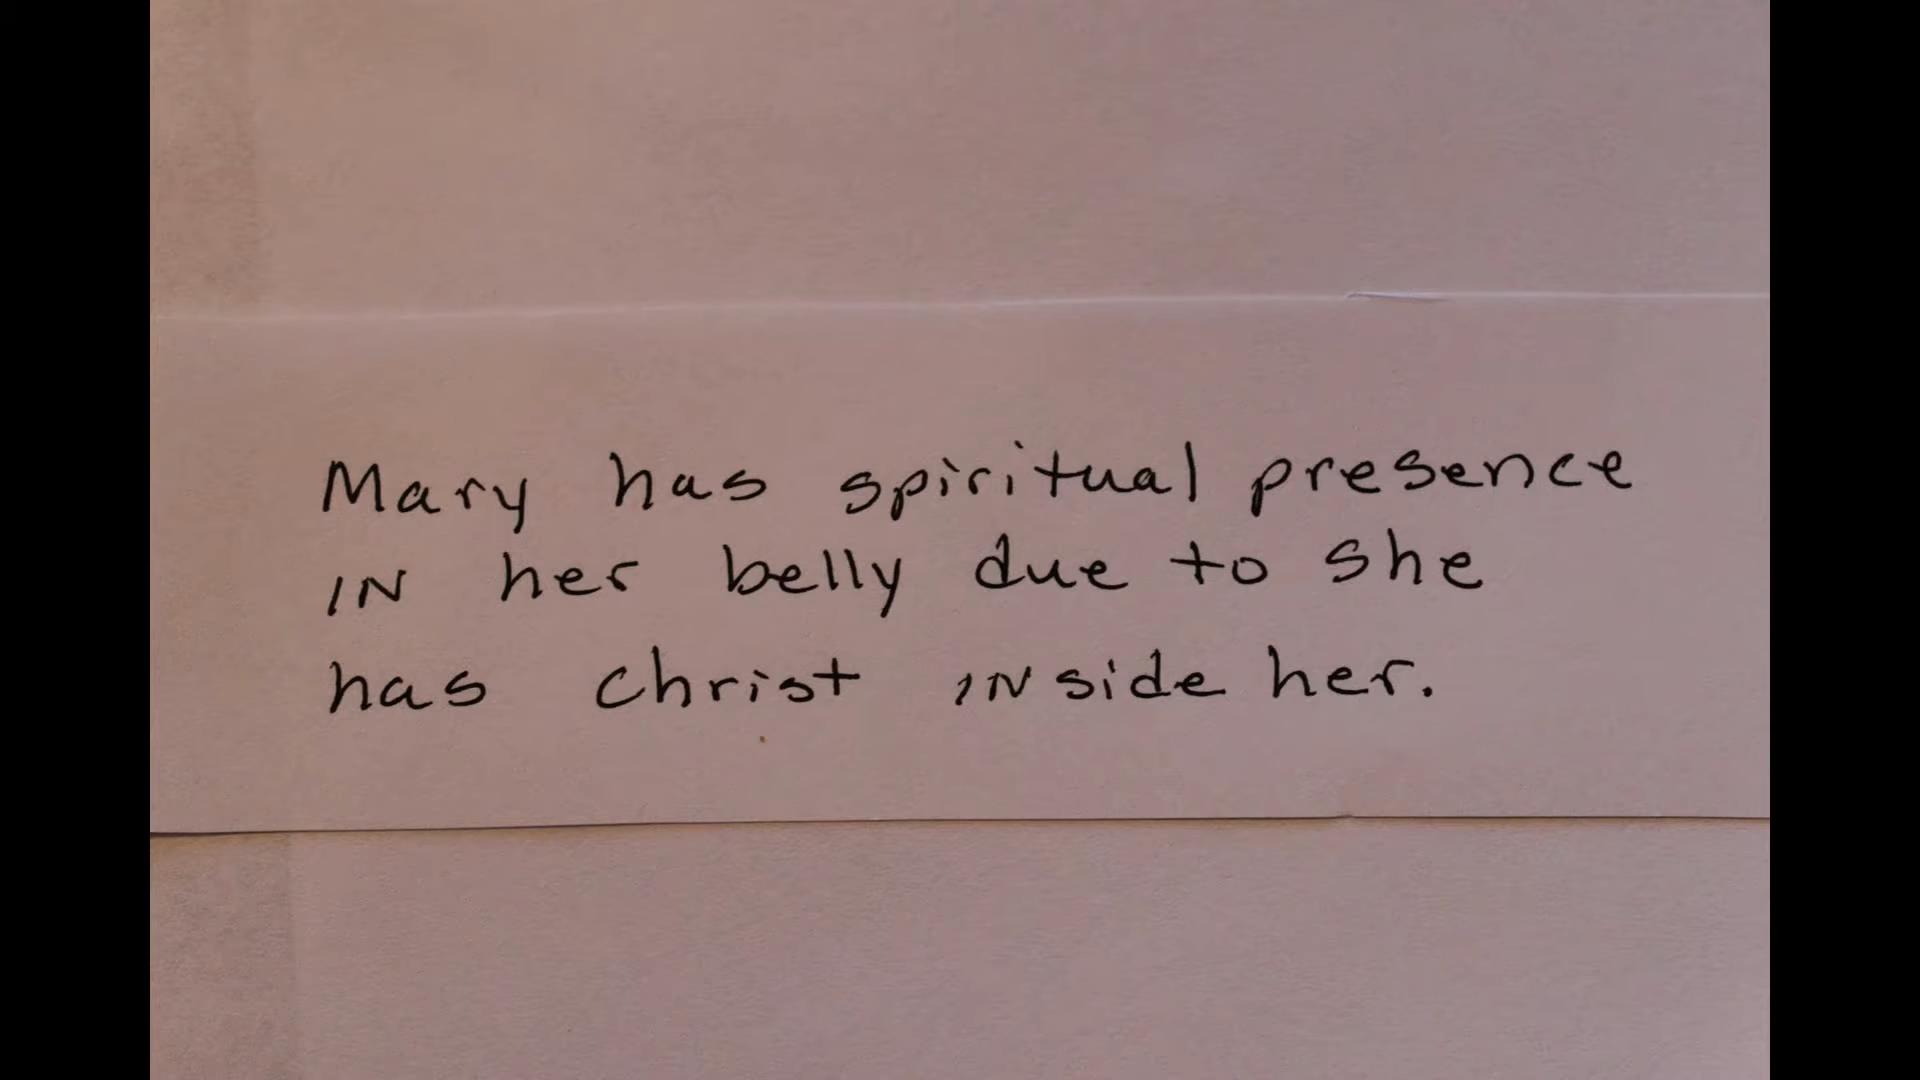 Mary has spiritual presence
IN her belly due to she
has Christ INside her.